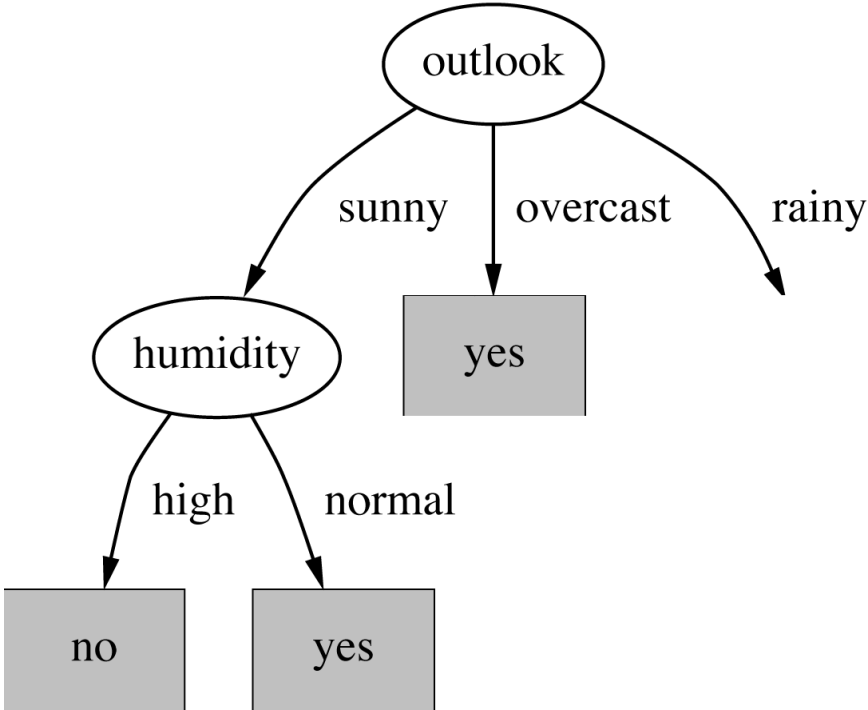 outlook
sunny overcast rainy
humidity yes
high normal
no yes